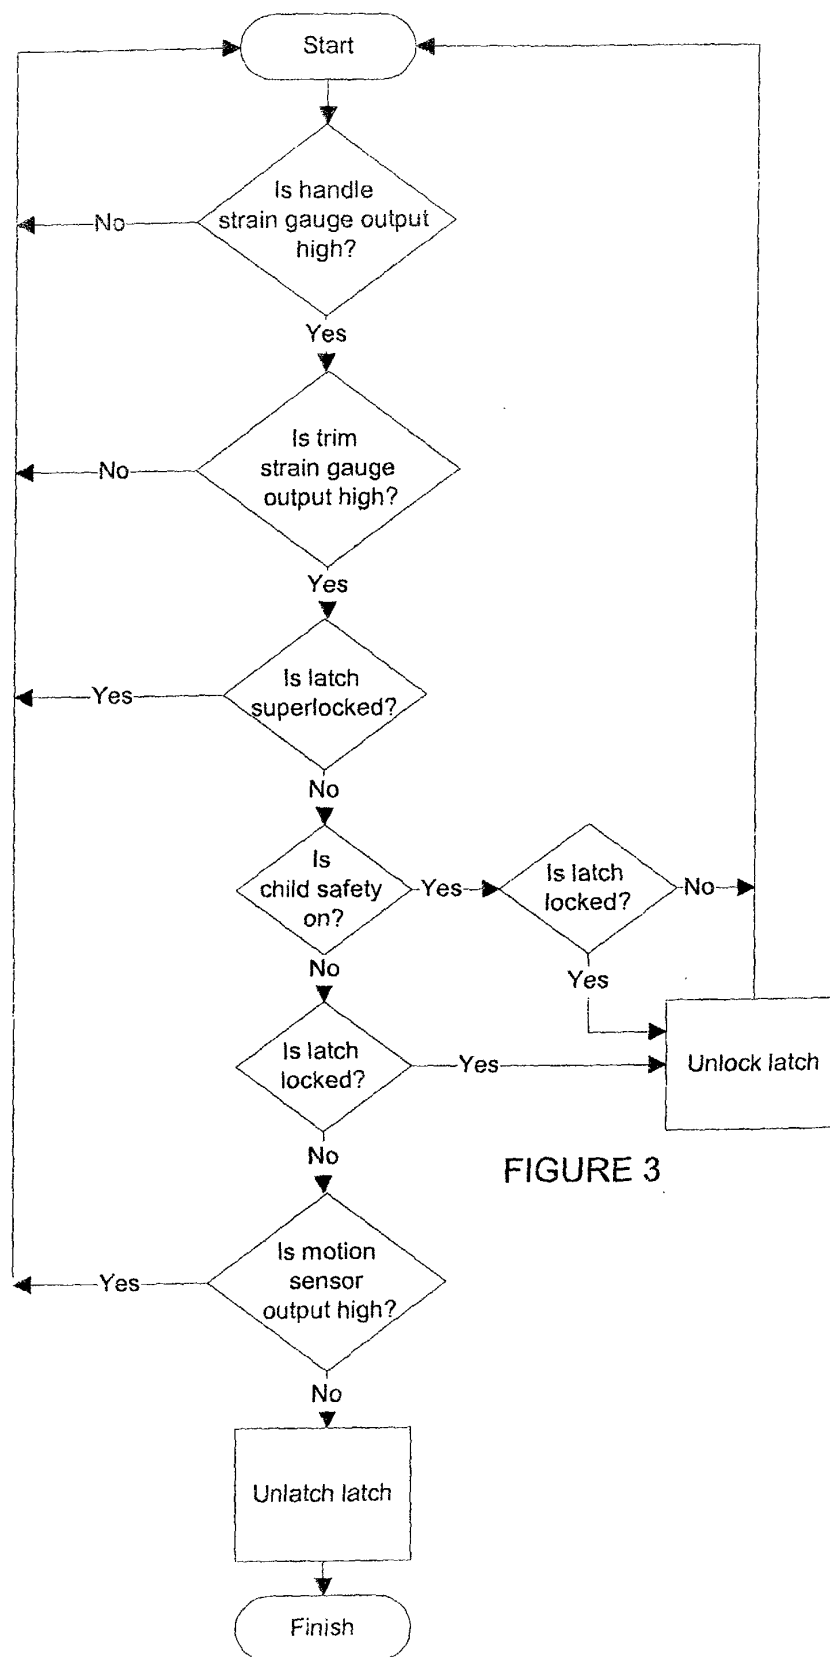 Start
Is handle
strain gauge output
high?
No
Yes
Is trim
strain gauge
output high?
No
Yes
Is latch
superlocked?
Yes
No
Is
child safety
on?
Yes
Is latch
locked?
No
No
Yes
Is latch
locked?
Yes
Unlock latch
No
FIGURE 3
Is motion
sensor
output high?
Yes
No
Unlatch latch
Finish